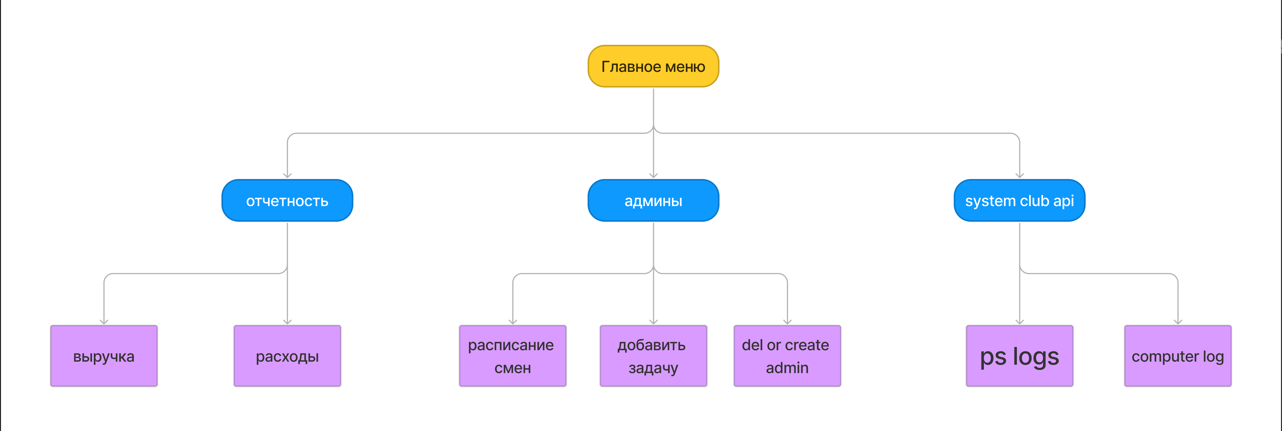 Главное меню
отчетность
админы
system club api
выручка
расходы
расписание
смен
добавить
задачу
del or create
admin
ps logs
computer log